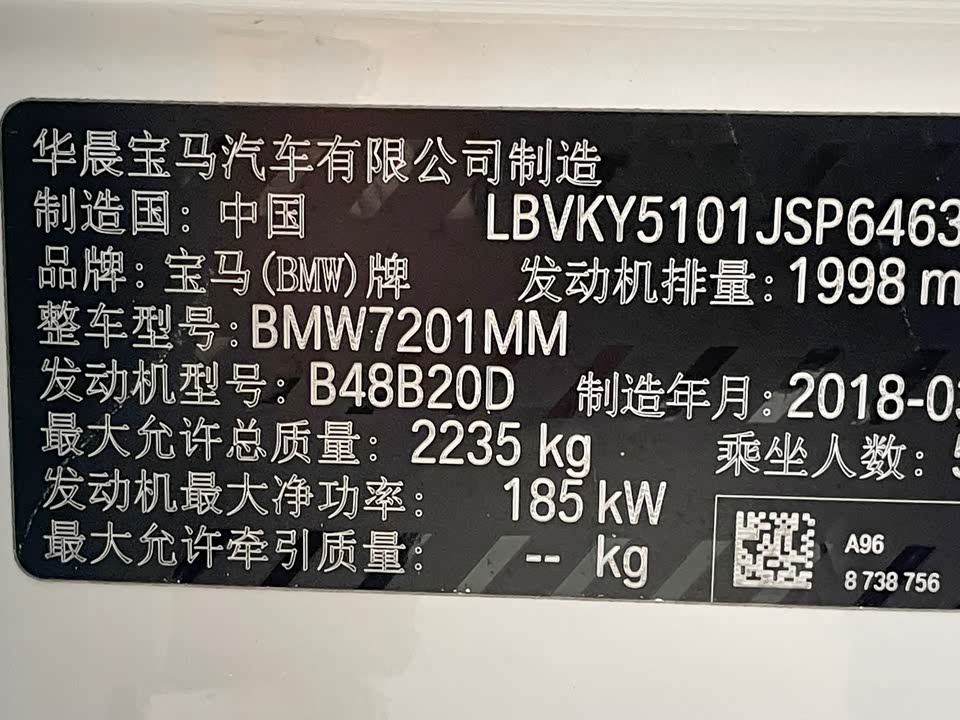 华晨宝马汽车有限公司制造
制造国：中国 LBVKY5101JSP6463
品牌：宝马(BMW)牌 发动机排量：1998 m
整车型号：BMW7201MM
发动机型号：B48B20D 制造年月：2018-03
最大允许总质量：2235 kg 乘坐人数：5
发动机最大净功率：185 kW
最大允许牵引质量：-- kg
A96
8 738 756